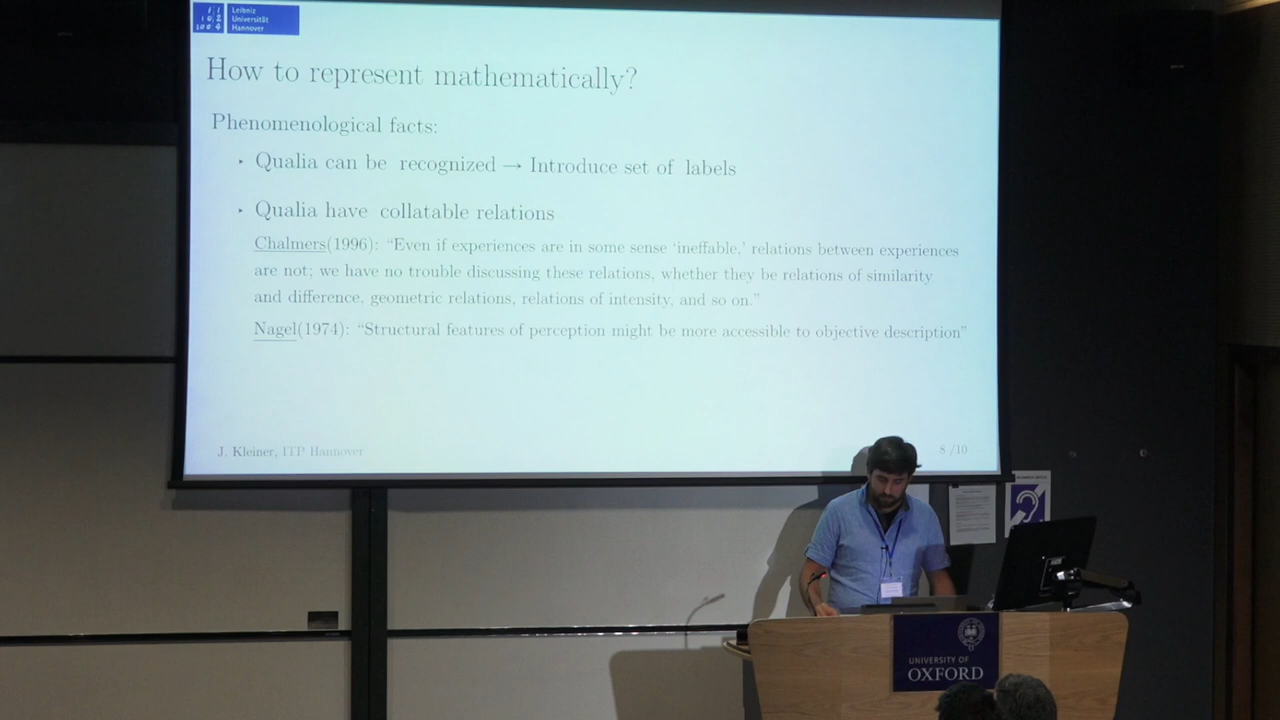 Leibniz
Universität
Hannover
How to represent mathematically?
Phenomenological facts:
‣ Qualia can be recognized → Introduce set of labels
‣ Qualia have collatable relations
Chalmers(1996): “Even if experiences are in some sense ‘ineffable,’ relations between experiences
are not; we have no trouble discussing these relations, whether they be relations of similarity
and difference, geometric relations, relations of intensity, and so on.”
Nagel(1974): “Structural features of perception might be more accessible to objective description”
J. Kleiner, ITP Hannover
8 /10
UNIVERSITY OF
OXFORD